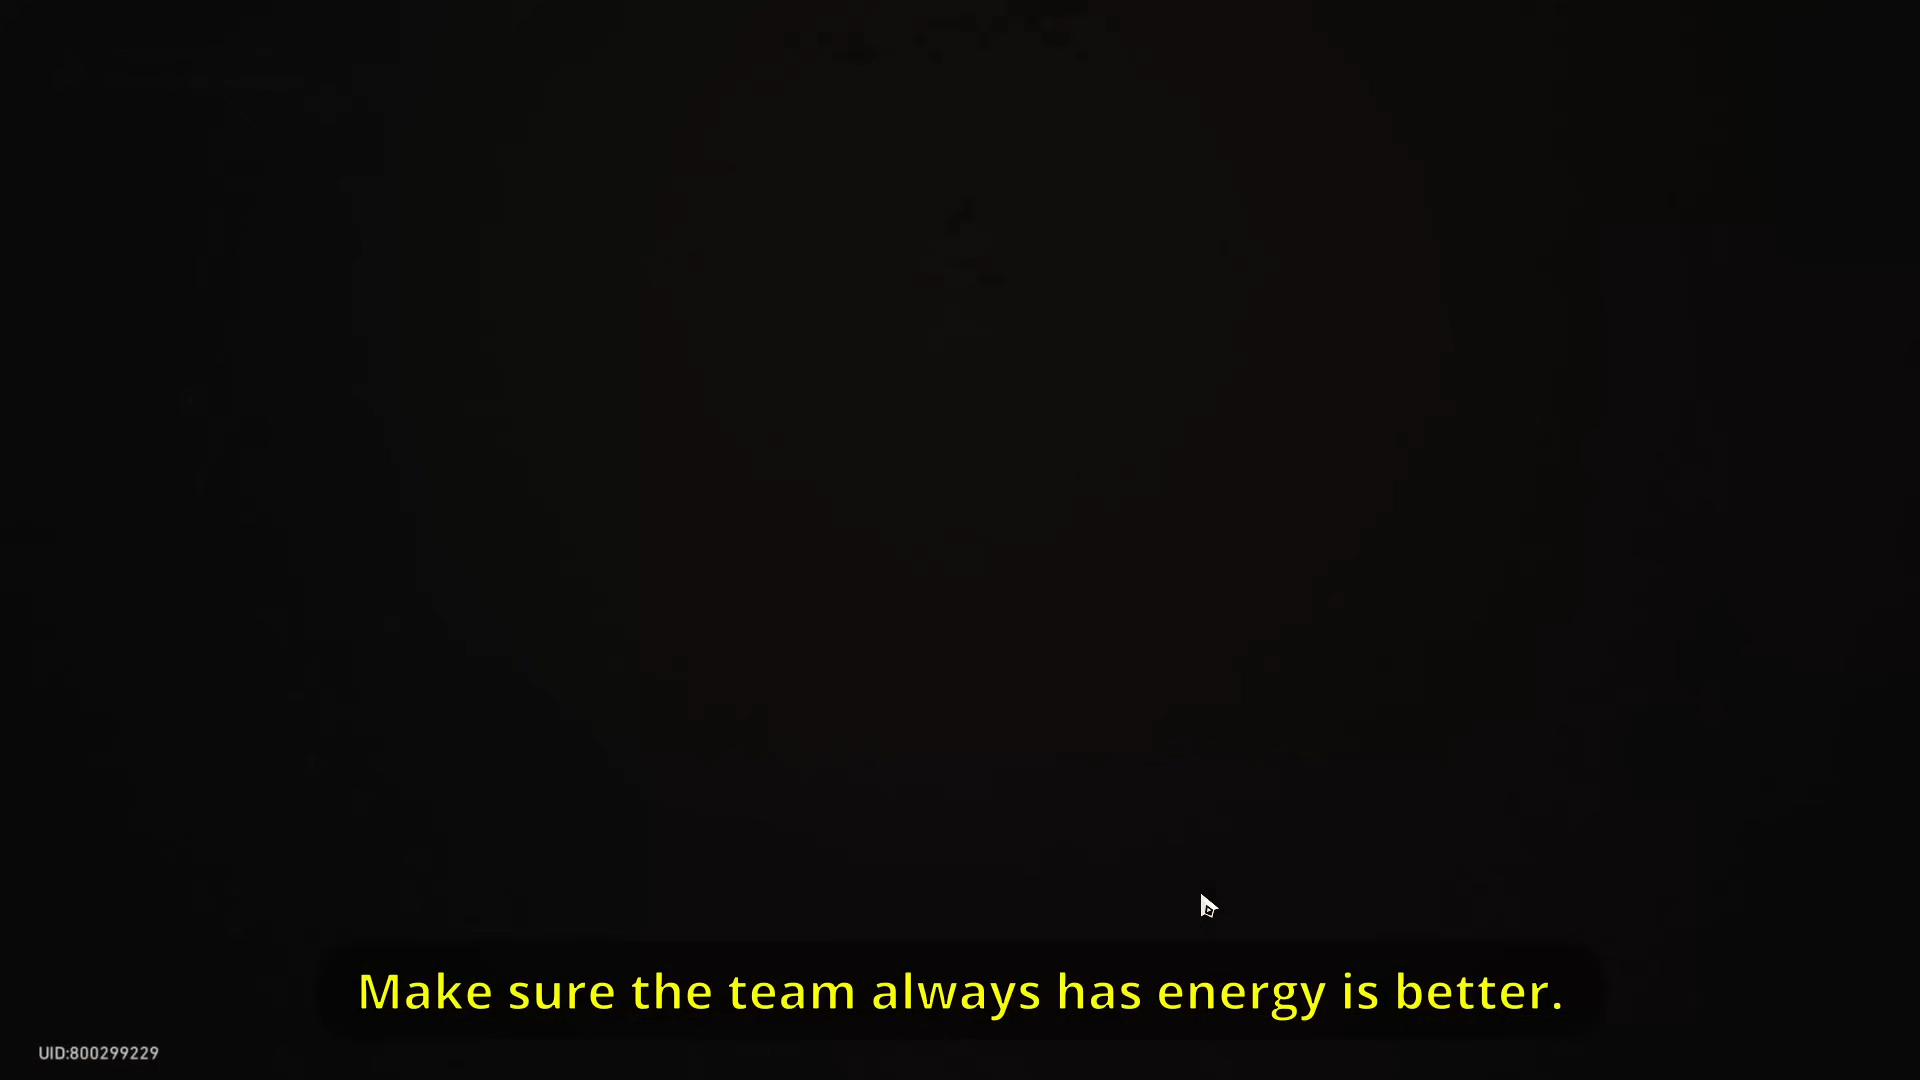 Make sure the team always has energy is better.
UID:800299229